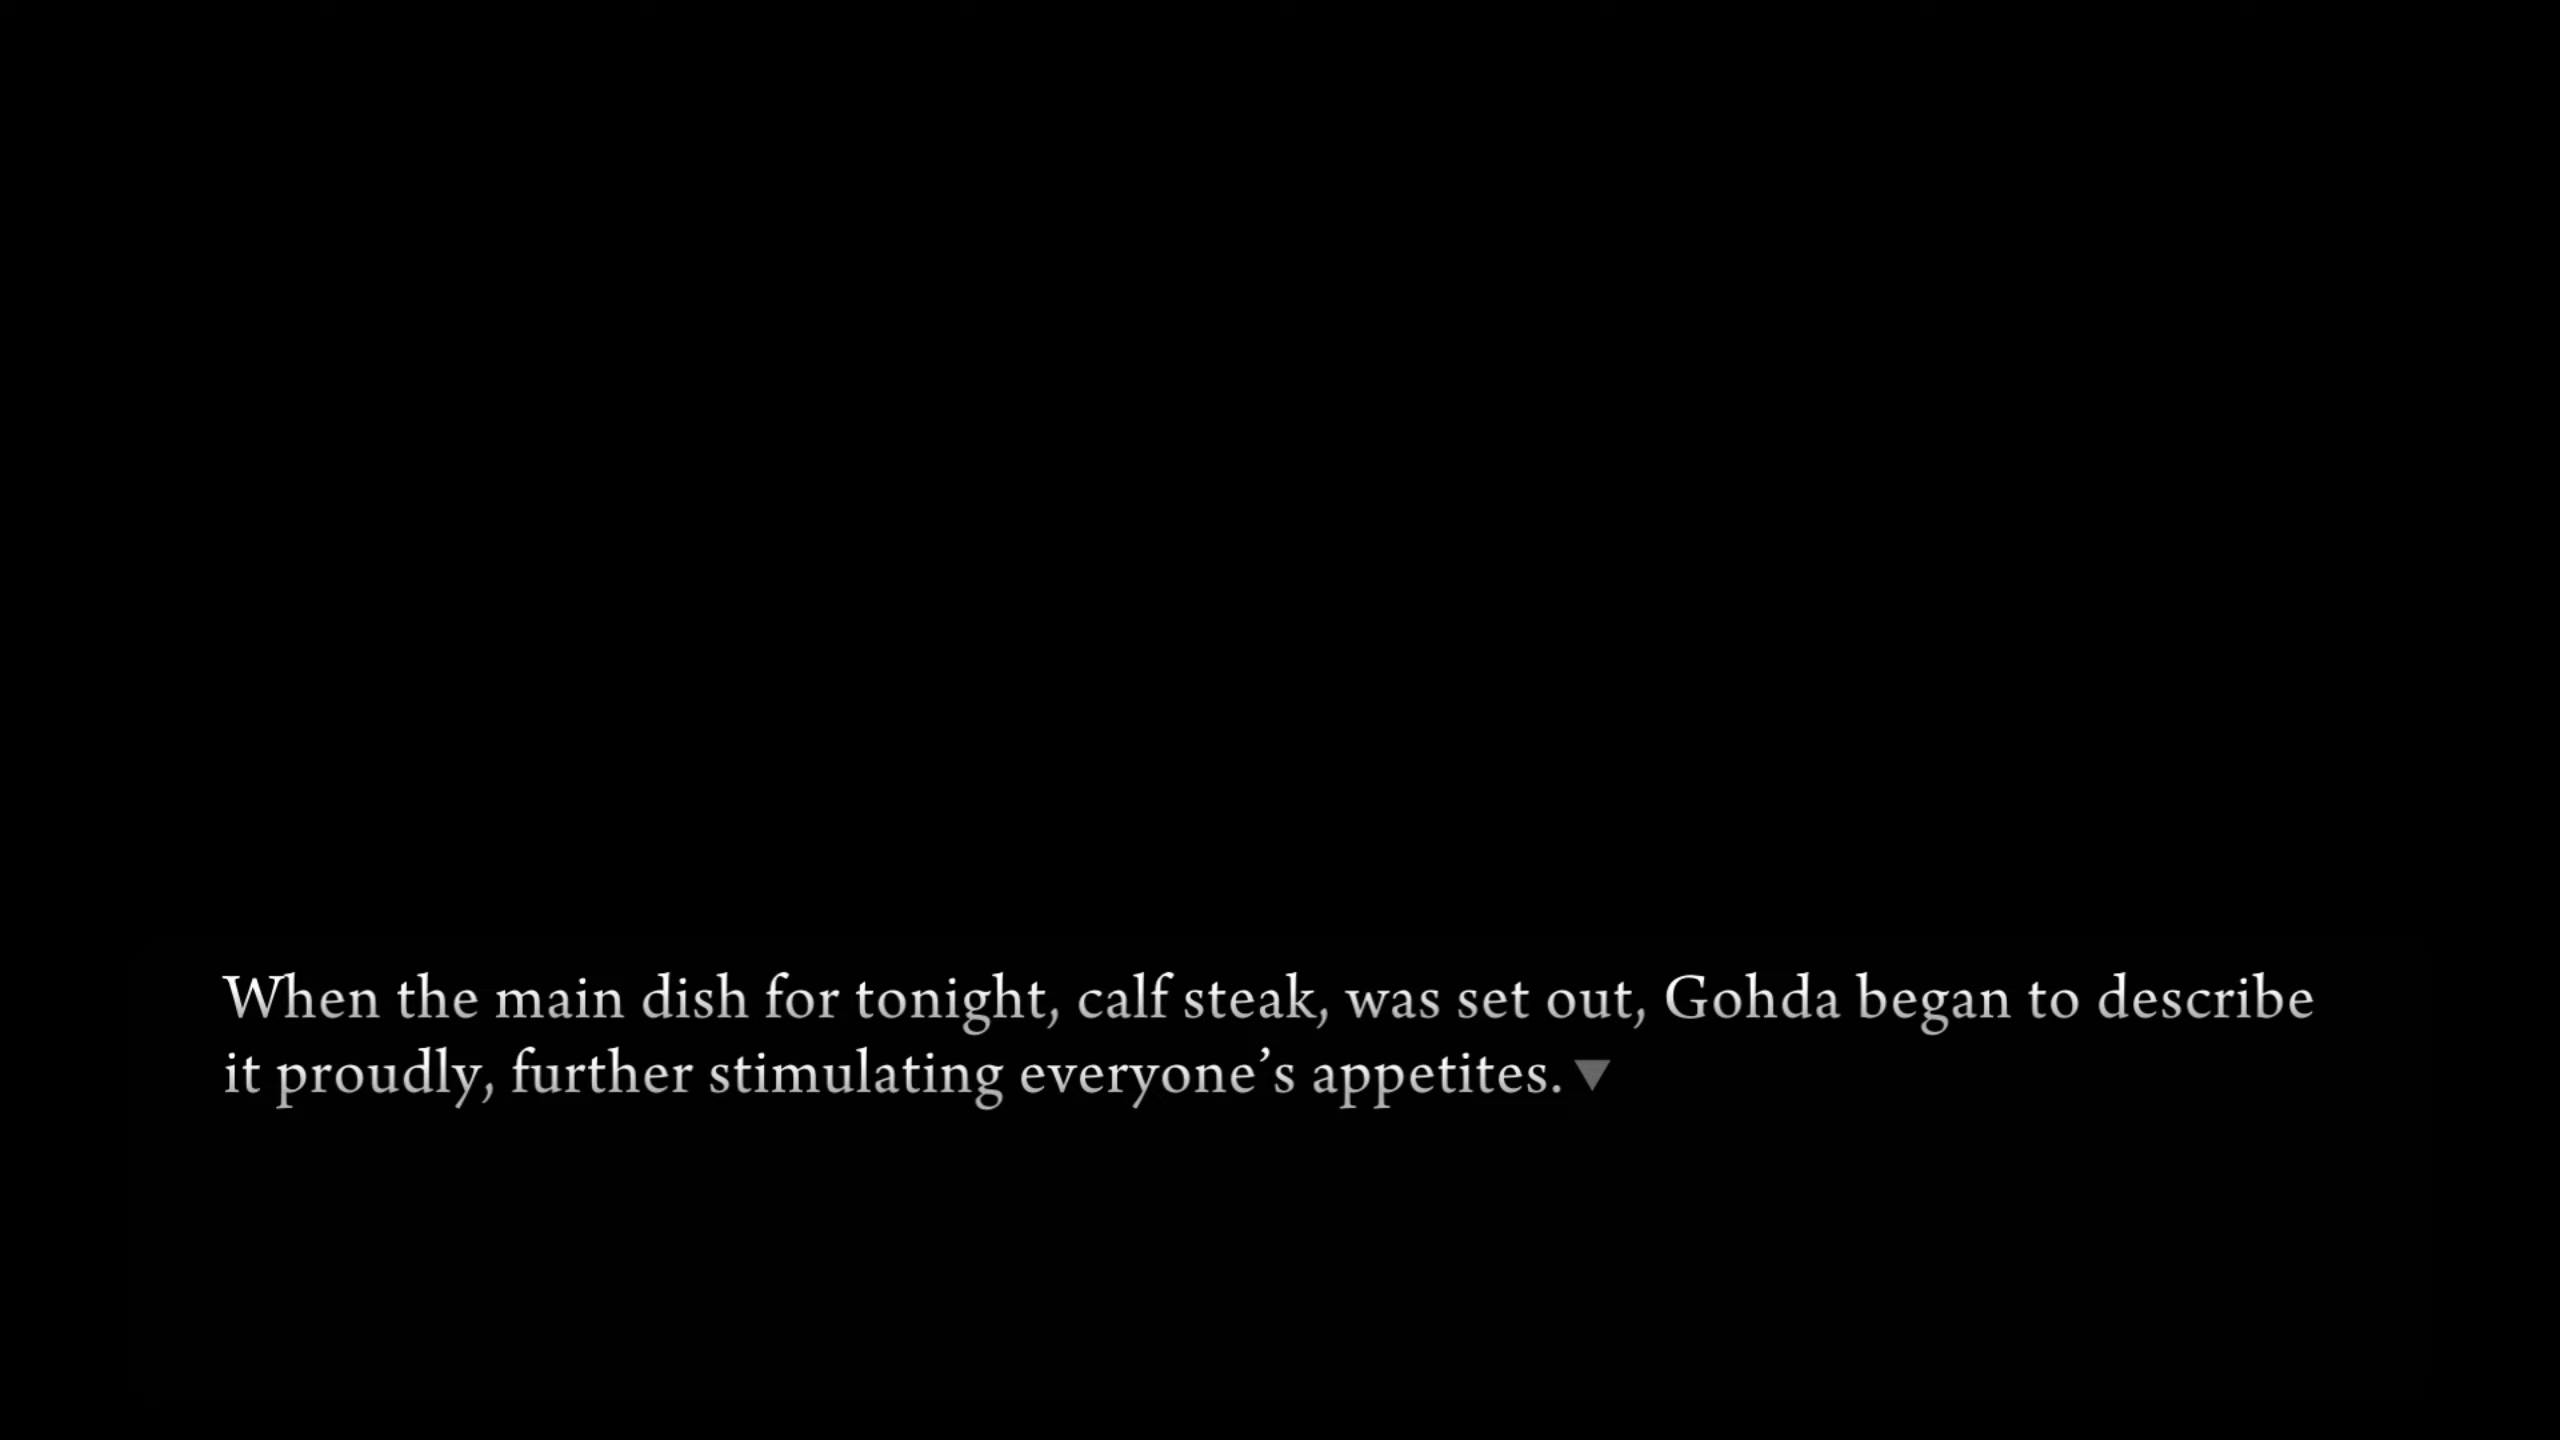 When the main dish for tonight, calf steak, was set out, Gohda began to describe
it proudly, further stimulating everyone’s appetites.